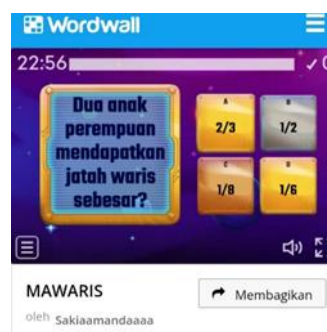 Wordwall
22:56
✓ 0
Dua anak
perempuan
mendapatkan
jatah waris
sebesar?
A
2/3
B
1/2
C
1/8
D
1/6
MAWARIS
Membagikan
oleh Sakiaamandaaaa